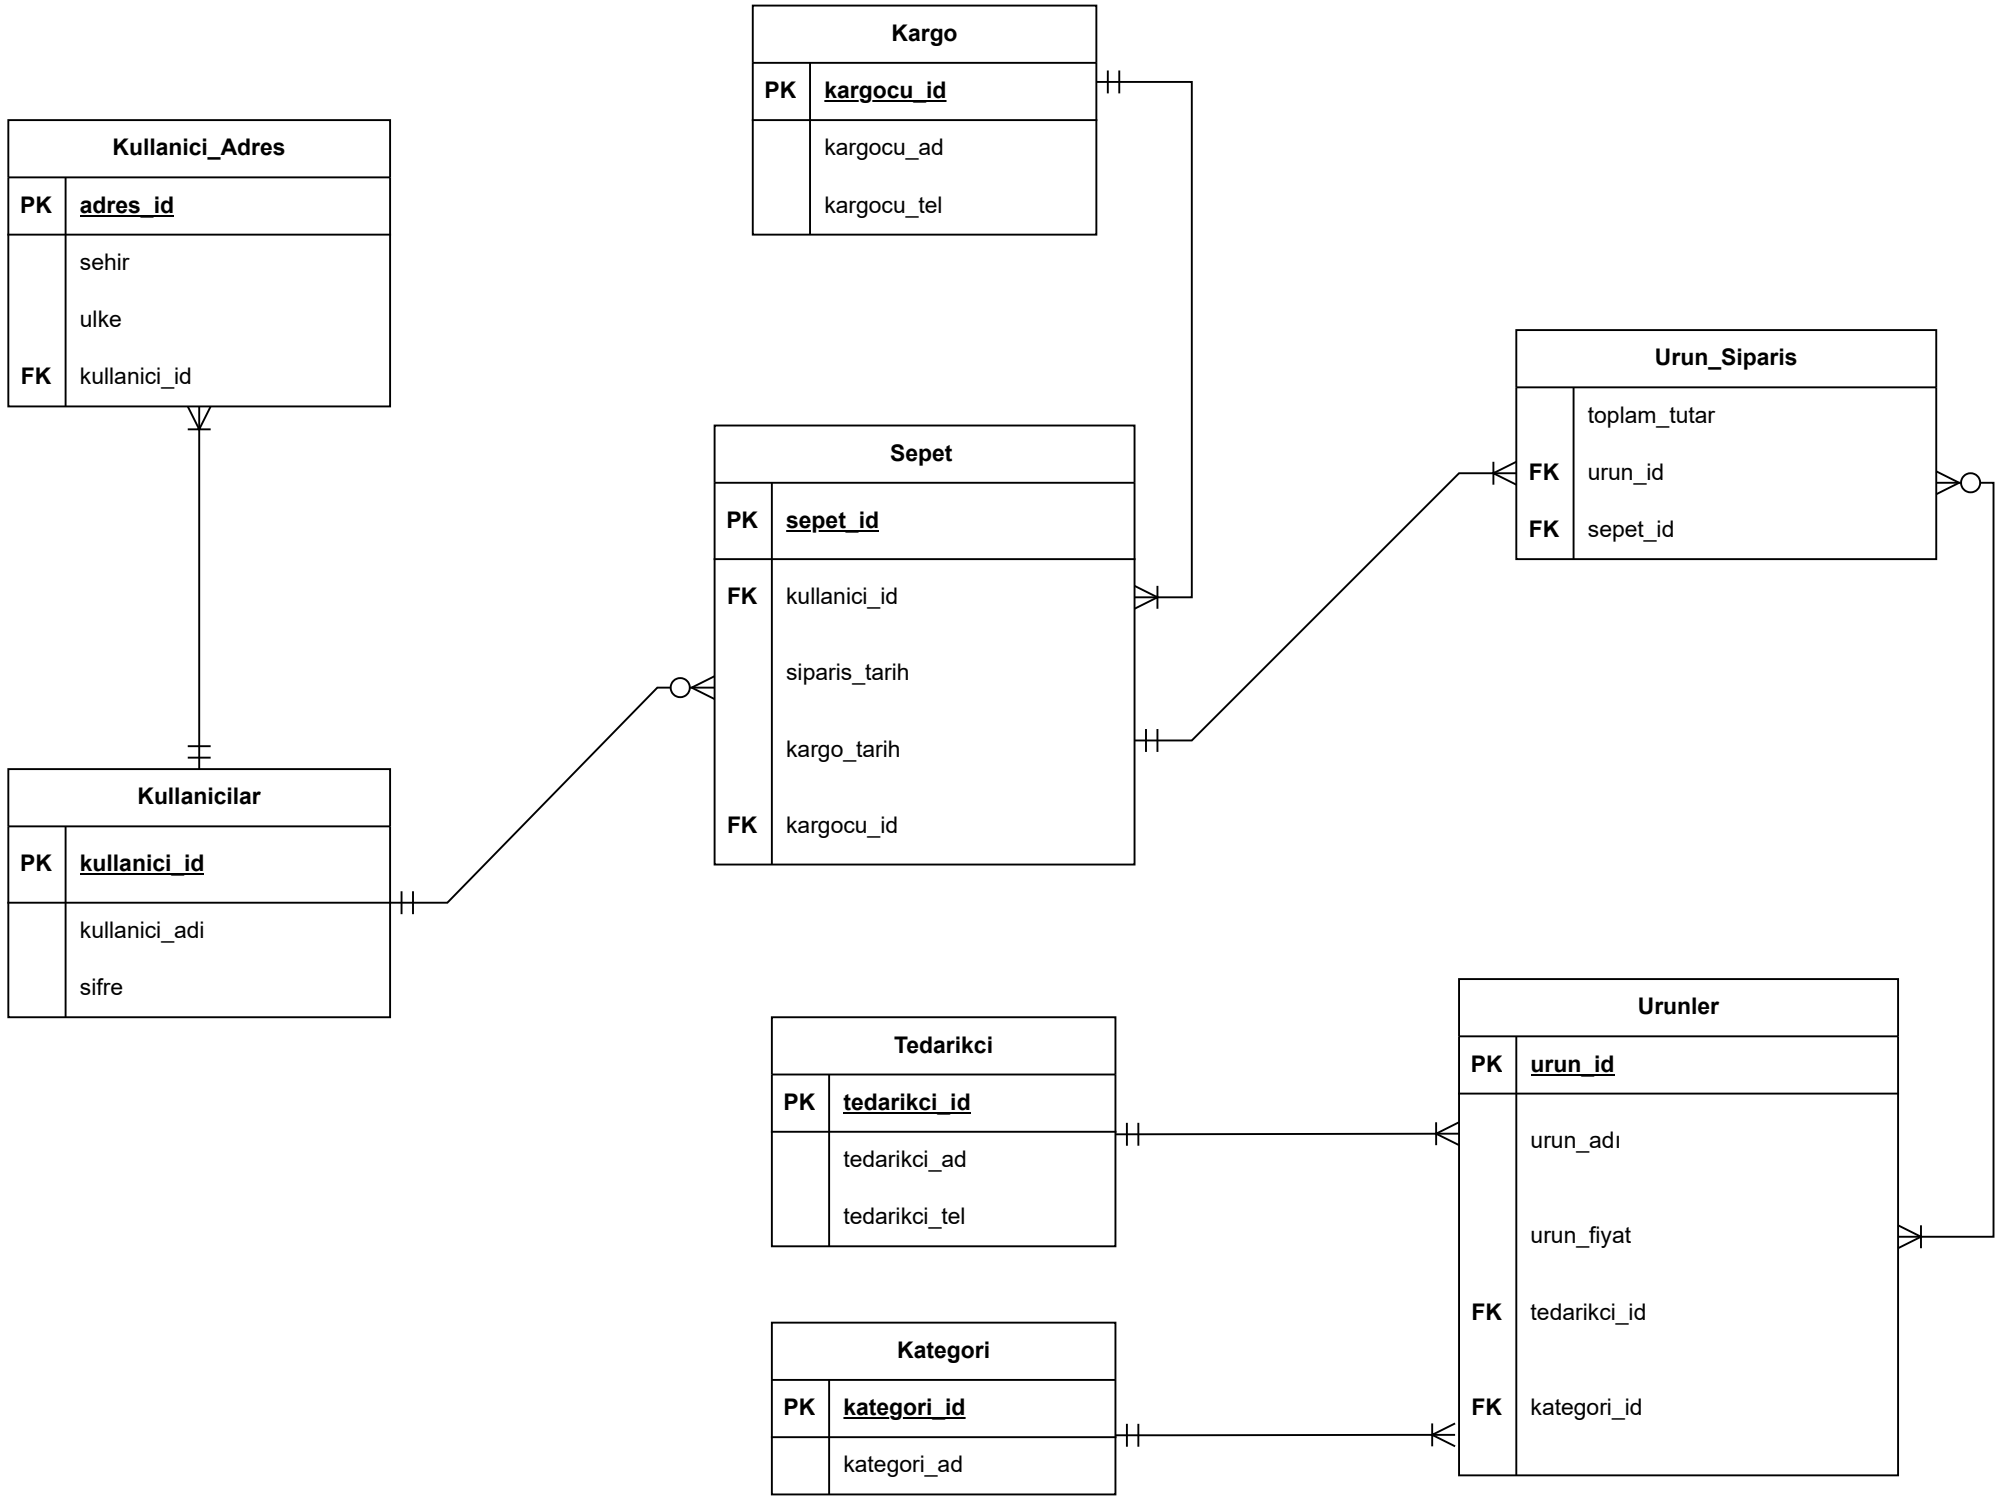 Kargo
PK kargocu_id
kargocu_ad
kargocu_tel
Kullanici_Adres
PK adres_id
sehir
ulke
FK kullanici_id
Urun_Siparis
toplam_tutar
FK urun_id
FK sepet_id
Sepet
PK sepet_id
FK kullanici_id
siparis_tarih
kargo_tarih
FK kargocu_id
Kullanicilar
PK kullanici_id
kullanici_adi
sifre
Urunler
PK urun_id
urun_adı
urun_fiyat
FK tedarikci_id
FK kategori_id
Tedarikci
PK tedarikci_id
tedarikci_ad
tedarikci_tel
Kategori
PK kategori_id
kategori_ad